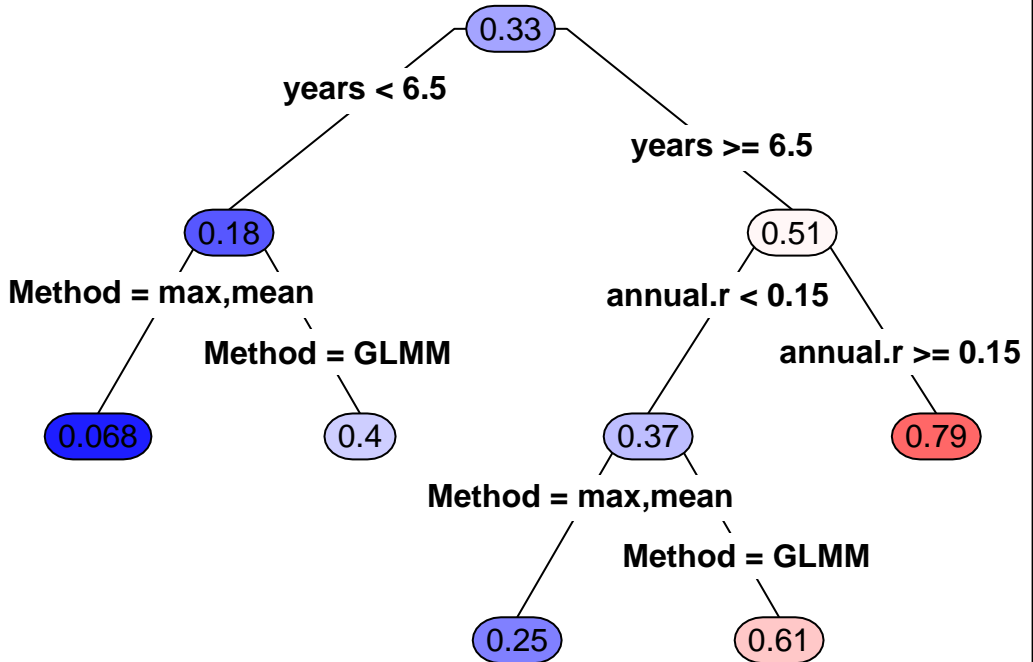 0.33
years < 6.5
years >= 6.5
0.18
0.51
Method = max,mean
annual.r < 0.15
Method = GLMM
annual.r >= 0.15
0.068
0.4
0.37
0.79
Method = max,mean
Method = GLMM
0.25
0.61